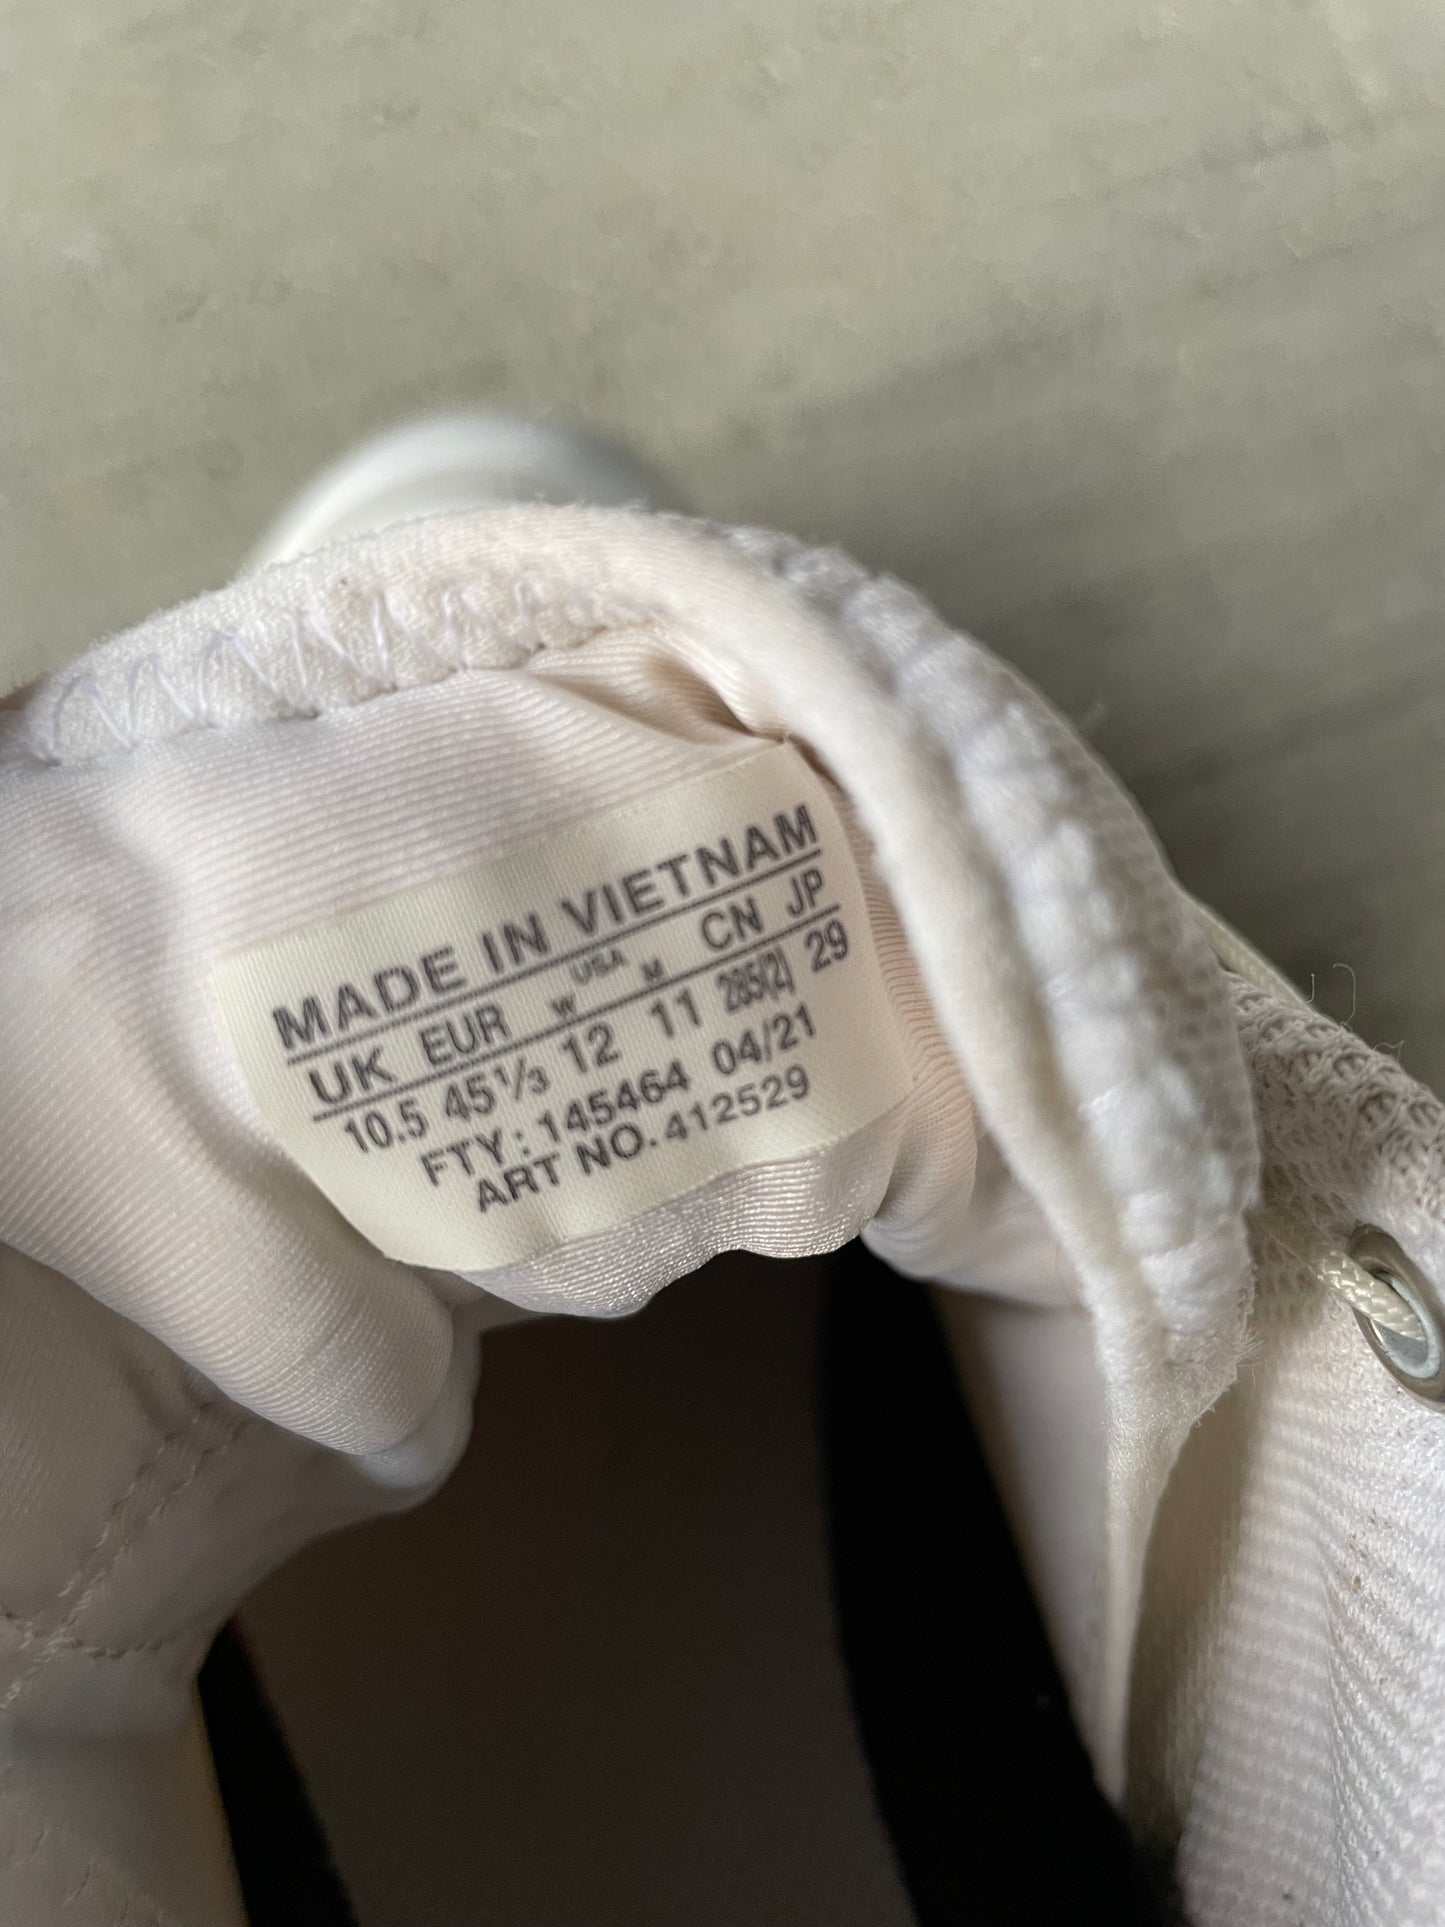 MADE IN VIETNAM
UK EUR W USA M CN JP
10.5 45⅓ 12 11 285(2) 29
FTY: 145464 04/21
ART NO. 412529